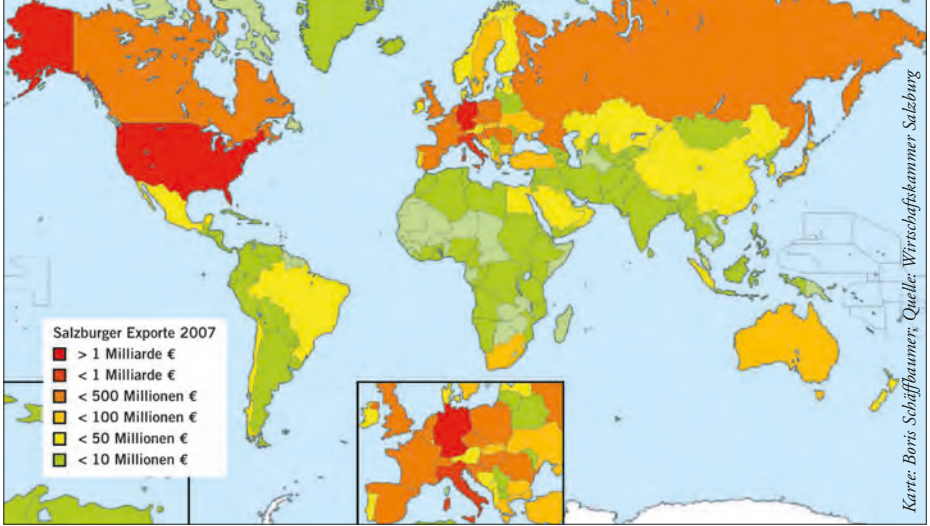 Salzburger Exporte 2007
> 1 Milliarde €
< 1 Milliarde €
< 500 Millionen €
< 100 Millionen €
< 50 Millionen €
< 10 Millionen €
Karte: Boris Schäffbaumer; Quelle: Wirtschaftskammer Salzburg